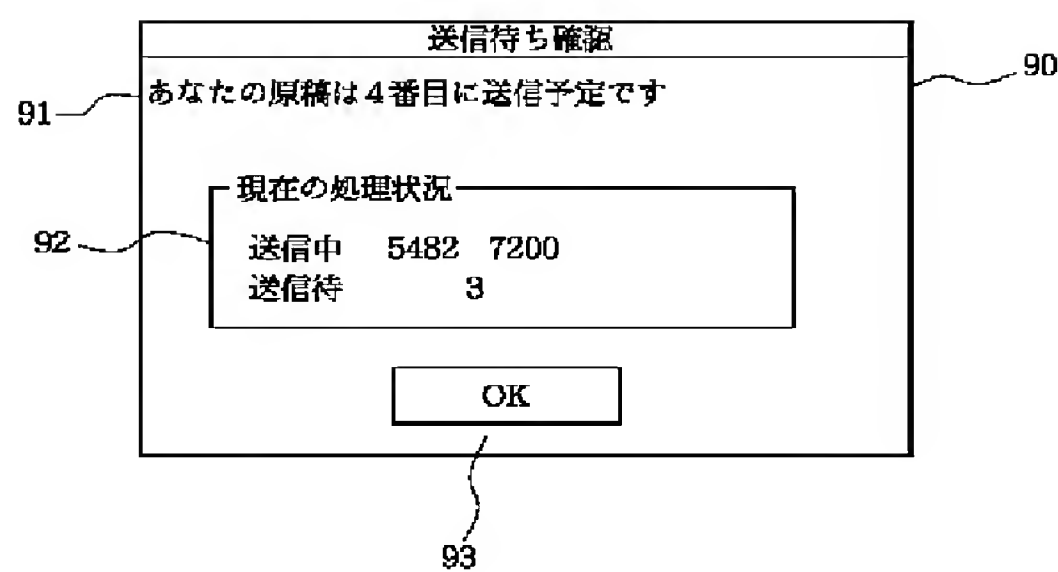 送信待ち確認
90
あなたの原稿は4番目に送信予定です
91
現在の処理状況
92
送信中 5482 7200
送信待 3
OK
93